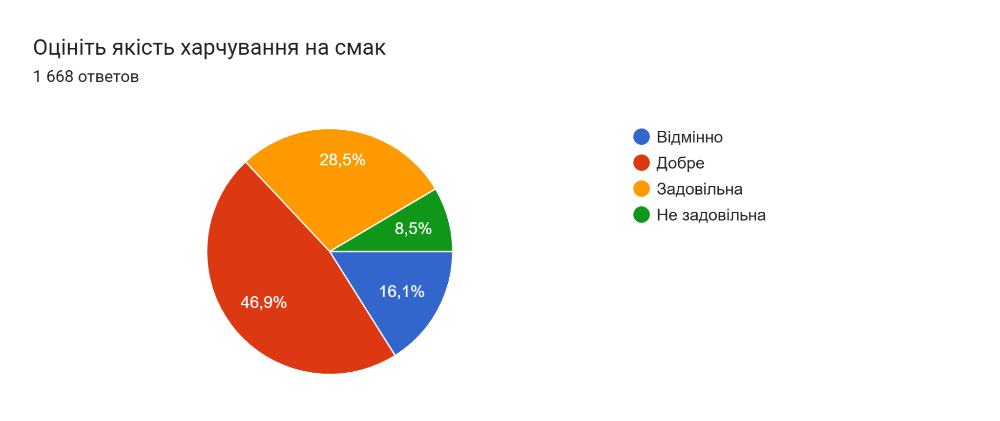 Оцініть якість харчування на смак
1 668 ответов
28,5%
8,5%
16,1%
46,9%
Відмінно
Добре
Задовільна
Не задовільна